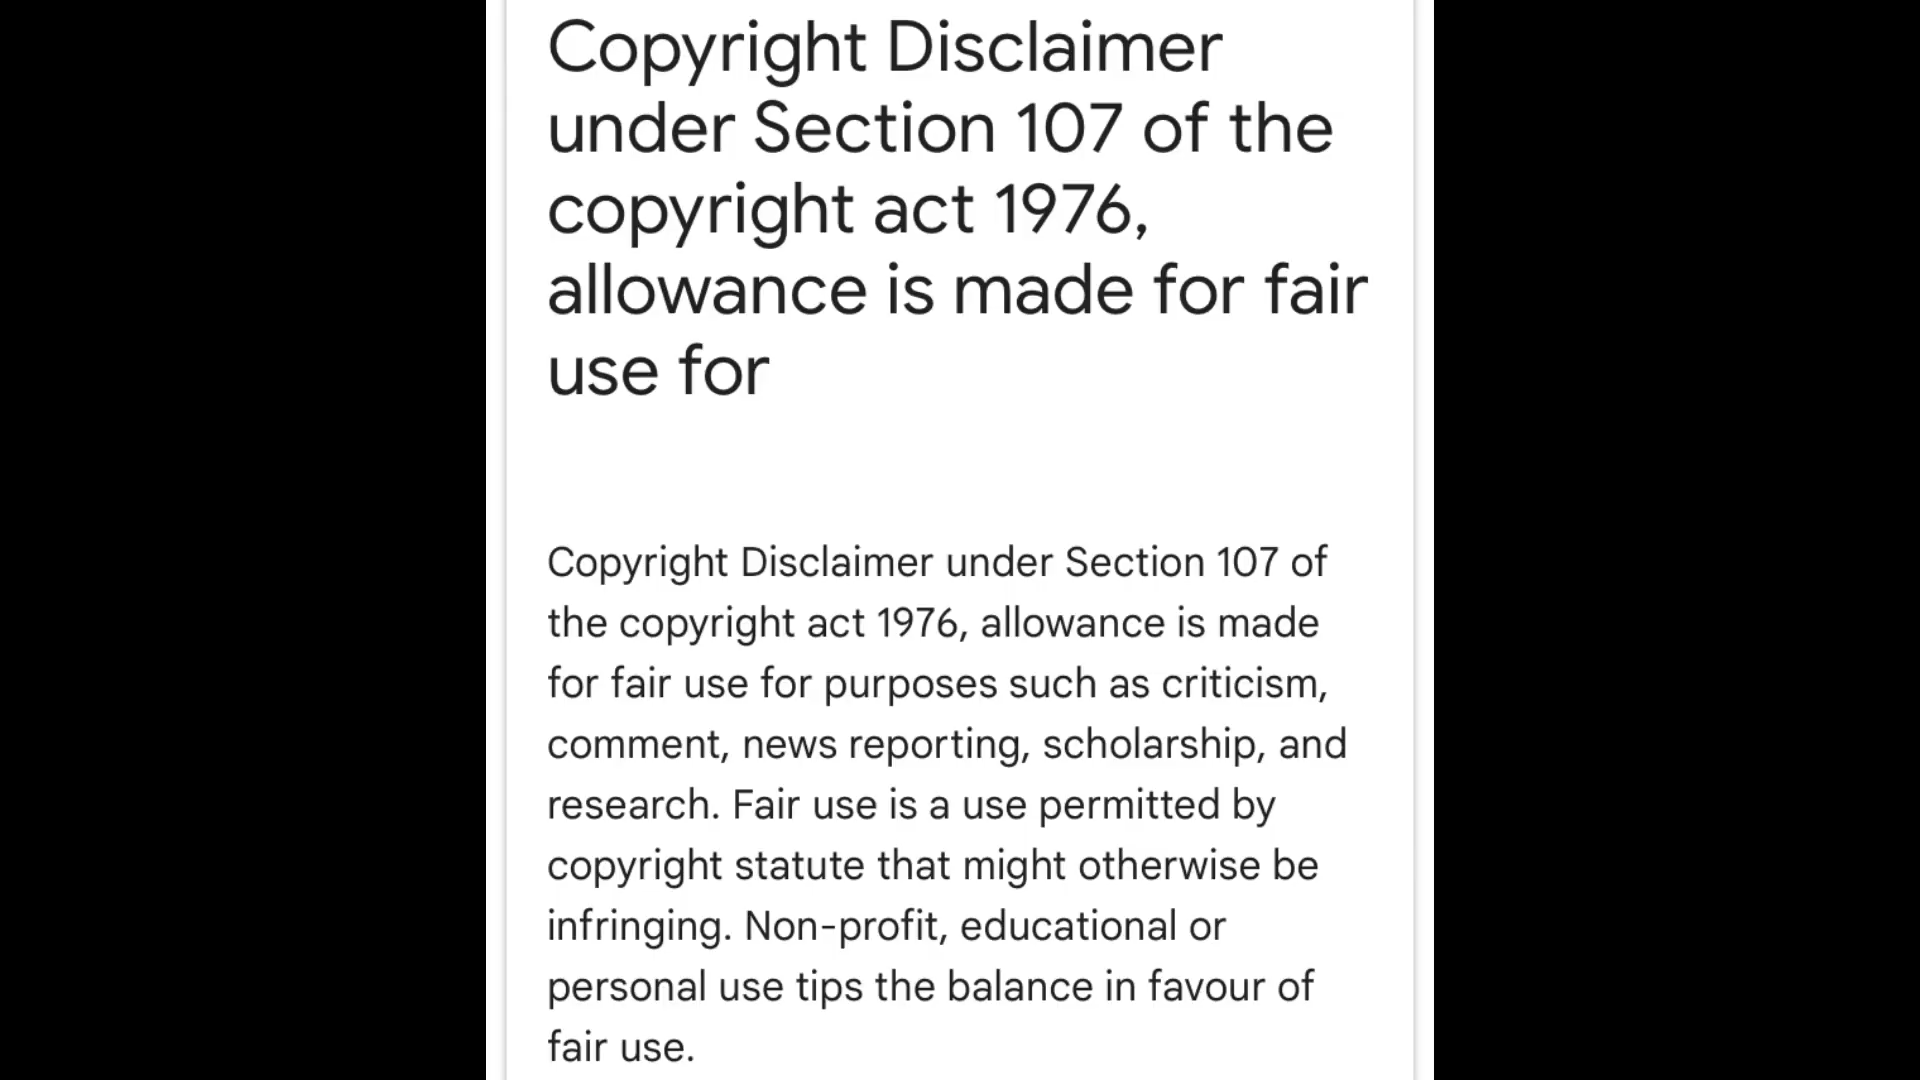 Copyright Disclaimer
under Section 107 of the
copyright act 1976,
allowance is made for fair
use for
Copyright Disclaimer under Section 107 of
the copyright act 1976, allowance is made
for fair use for purposes such as criticism,
comment, news reporting, scholarship, and
research. Fair use is a use permitted by
copyright statute that might otherwise be
infringing. Non-profit, educational or
personal use tips the balance in favour of
fair use.